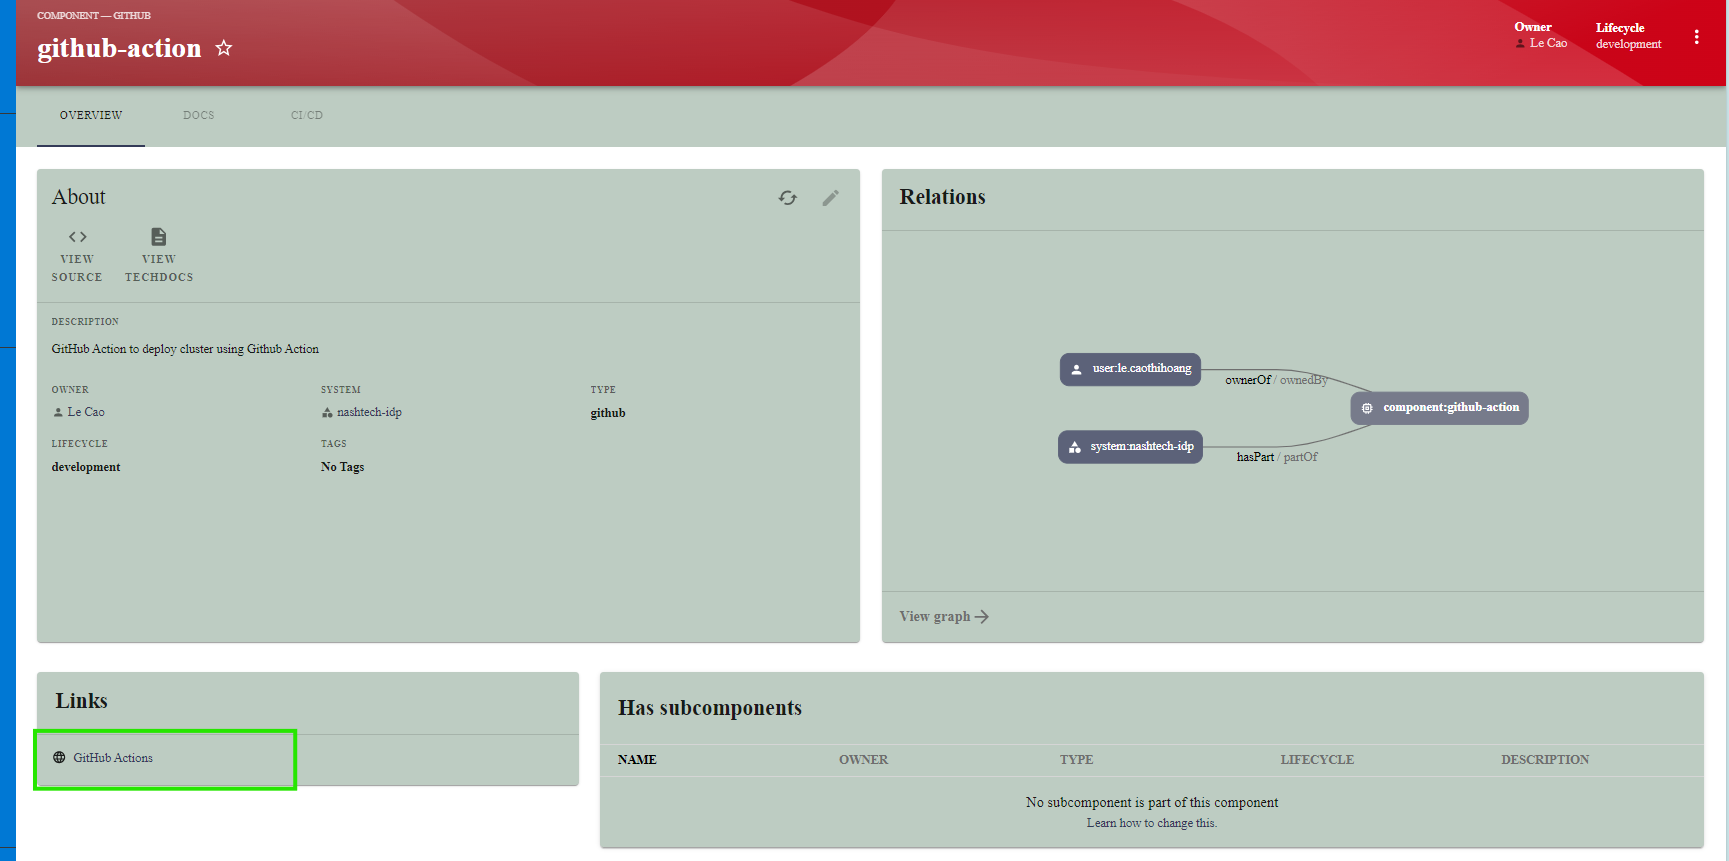 COMPONENT — GITHUB
github-action
Owner
Le Cao
Lifecycle
development
OVERVIEW
DOCS
CI/CD
About
VIEW
SOURCE
VIEW
TECHDOCS
DESCRIPTION
GitHub Action to deploy cluster using Github Action
OWNER
Le Cao
SYSTEM
nashtech-idp
TYPE
github
LIFECYCLE
development
TAGS
No Tags
Relations
user:le.caothihoang
ownerOf / ownedBy
component:github-action
system:nashtech-idp
hasPart / partOf
View graph
Links
GitHub Actions
Has subcomponents
NAME OWNER TYPE LIFECYCLE DESCRIPTION
No subcomponent is part of this component
Learn how to change this.